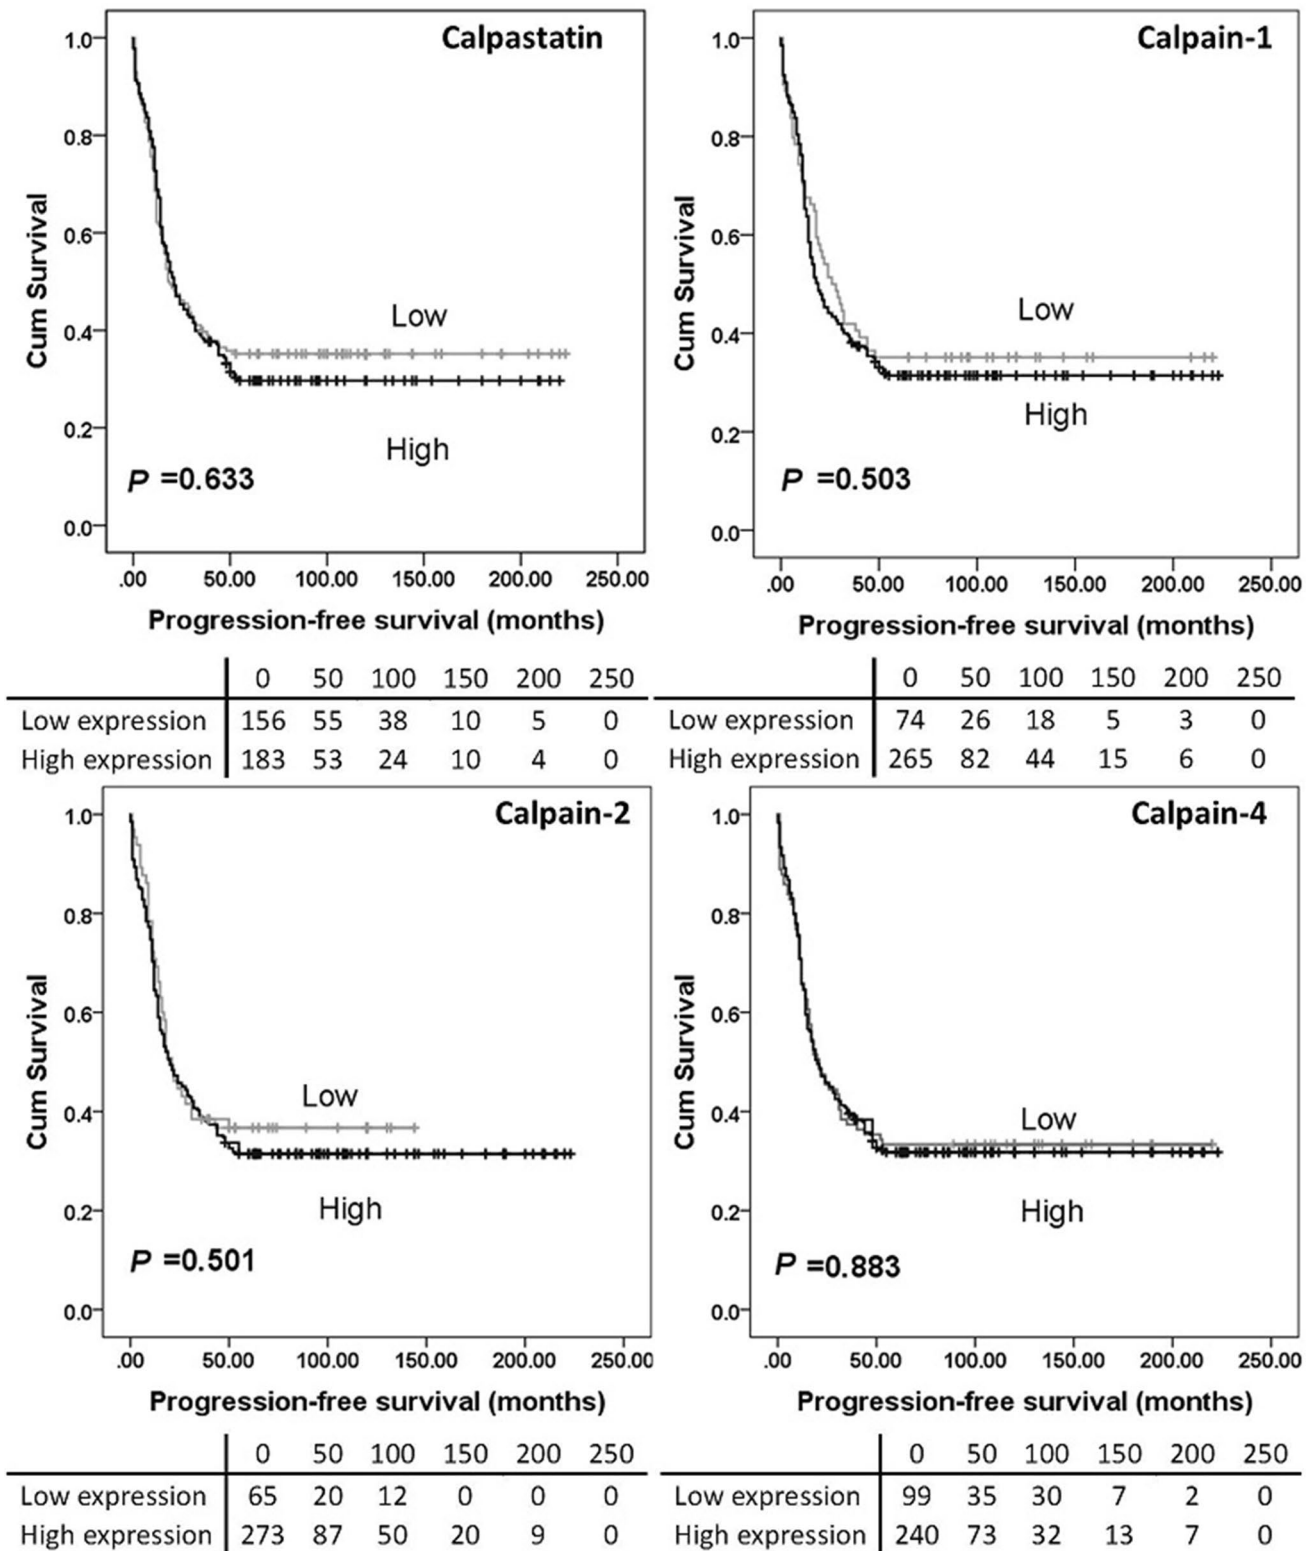 Calpastatin
1.0
0.8
0.6
0.4
0.2
0.0
Cum Survival
Low
High
P =0.633
.00 50.00 100.00 150.00 200.00 250.00
Progression-free survival (months)
0 50 100 150 200 250
Low expression 156 55 38 10 5 0
High expression 183 53 24 10 4 0
Calpain-1
1.0
0.8
0.6
0.4
0.2
0.0
Cum Survival
Low
High
P =0.503
.00 50.00 100.00 150.00 200.00 250.00
Progression-free survival (months)
0 50 100 150 200 250
Low expression 74 26 18 5 3 0
High expression 265 82 44 15 6 0
Calpain-2
1.0
0.8
0.6
0.4
0.2
0.0
Cum Survival
Low
High
P =0.501
.00 50.00 100.00 150.00 200.00 250.00
Progression-free survival (months)
0 50 100 150 200 250
Low expression 65 20 12 0 0 0
High expression 273 87 50 20 9 0
Calpain-4
1.0
0.8
0.6
0.4
0.2
0.0
Cum Survival
Low
High
P =0.883
.00 50.00 100.00 150.00 200.00 250.00
Progression-free survival (months)
0 50 100 150 200 250
Low expression 99 35 30 7 2 0
High expression 240 73 32 13 7 0